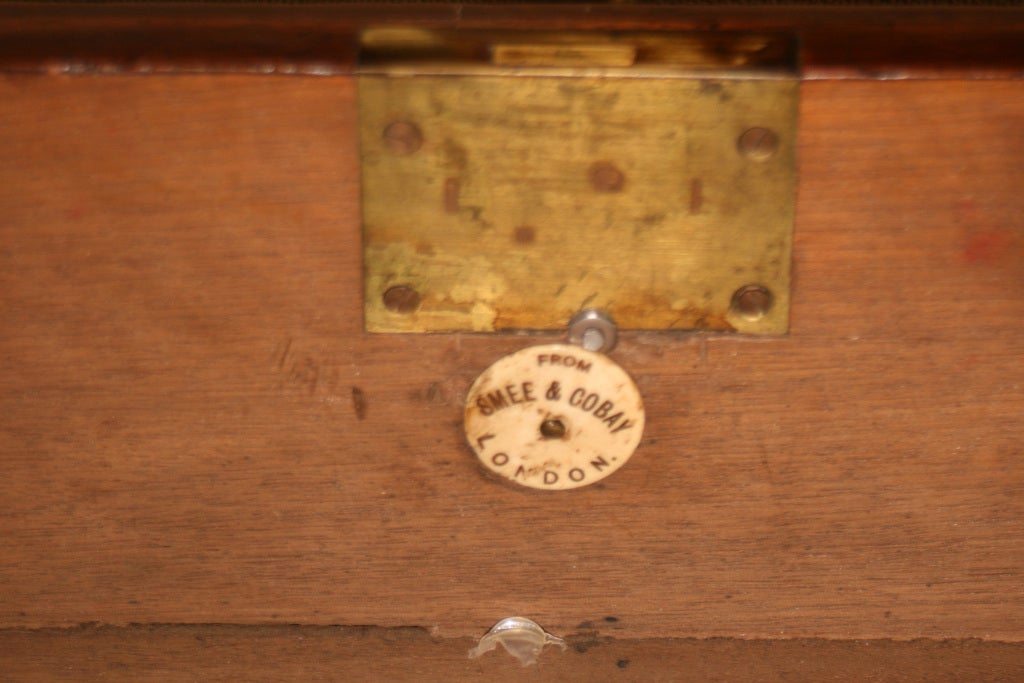 FROM
SMEE & COBAY
LONDON.